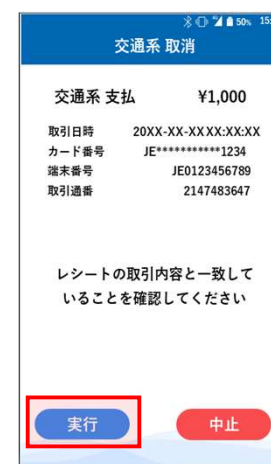 50% 15:
交通系 取消
交通系 支払 ¥1,000
取引日時 20XX-XX-XX XX:XX:XX
カード番号 JE***********1234
端末番号 JE0123456789
取引通番 2147483647
レシートの取引内容と一致して
いることを確認してください
実行 中止